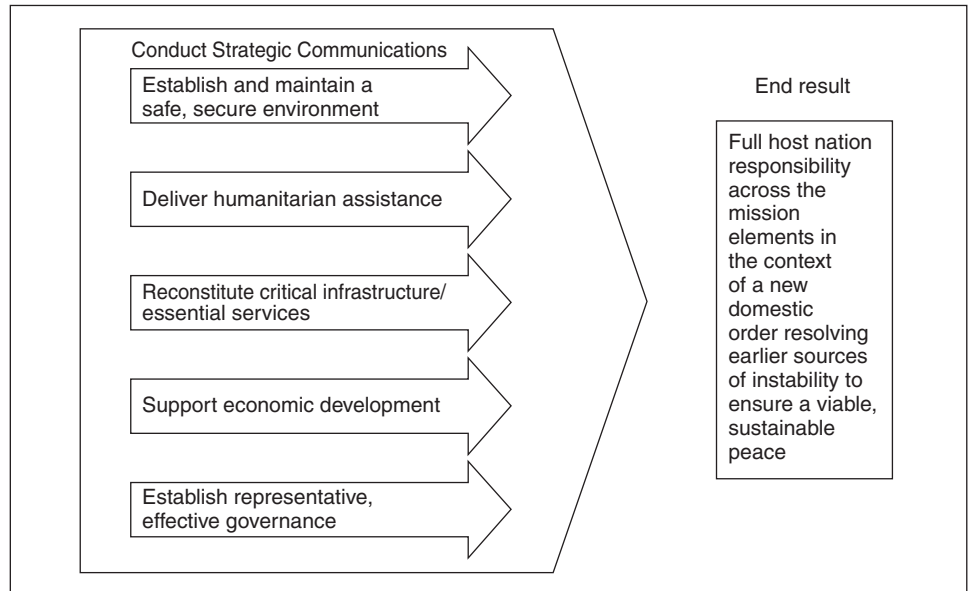 Conduct Strategic Communications
Establish and maintain a
safe, secure environment
Deliver humanitarian assistance
Reconstitute critical infrastructure/
essential services
Support economic development
Establish representative,
effective governance
End result
Full host nation
responsibility
across the
mission
elements in
the context
of a new
domestic
order resolving
earlier sources
of instability to
ensure a viable,
sustainable
peace